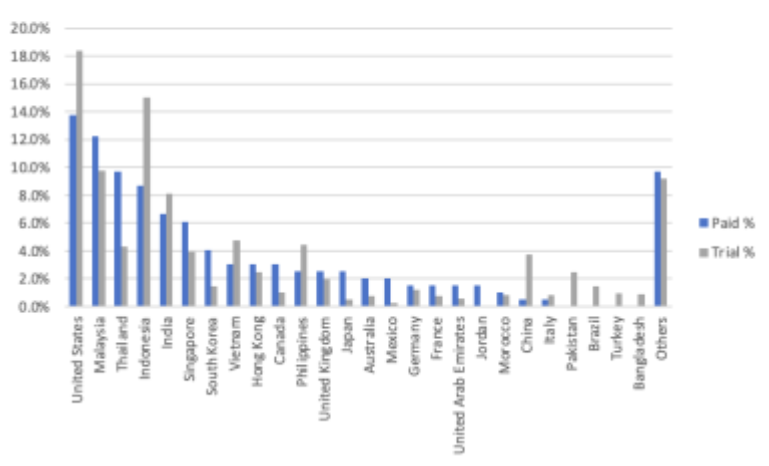 20.0%
18.0%
16.0%
14.0%
12.0%
10.0%
8.0%
6.0%
4.0%
2.0%
0.0%
United States
Malaysia
Thailand
Indonesia
India
Singapore
South Korea
Vietnam
Hong Kong
Canada
Philippines
United Kingdom
Japan
Australia
Mexico
Germany
France
United Arab Emirates
Jordan
Morocco
China
Italy
Pakistan
Brazil
Turkey
Bangladesh
Others
Paid %
Trial %